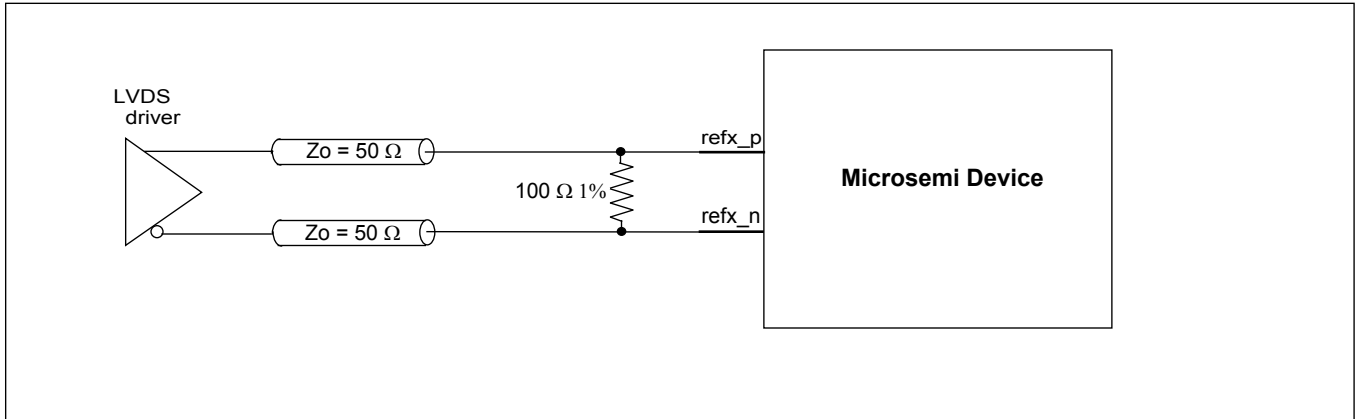 LVDS
driver
Zo = 50 Ω
refx_p
100 Ω 1%
Microsemi Device
refx_n
Zo = 50 Ω